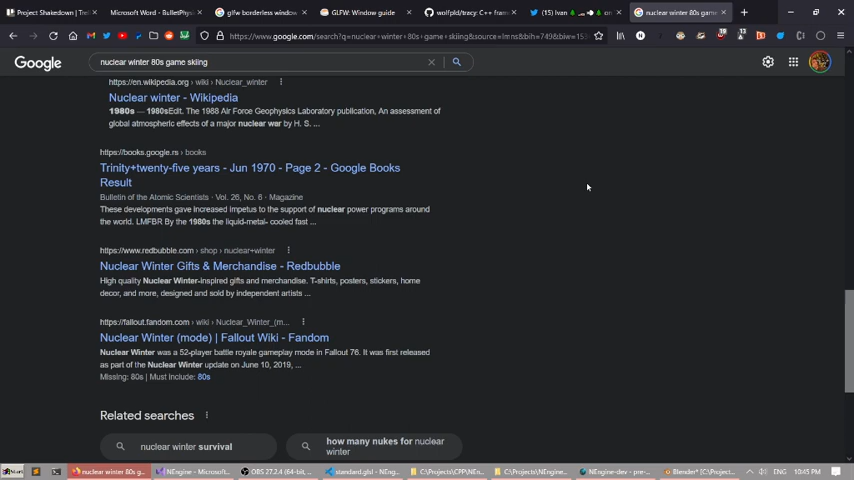 Project Shakedown | Tre
Microsoft Word - BulletPhysi
glfw borderless window
GLFW: Window guide
wolfpld/tracy: C++ fram
(15) Ivan
on
nuclear winter 80s game
https://www.google.com/search?q=nuclear+winter+80s+game+skiing&source=lmns&bih=749&biw=153
Google
nuclear winter 80s game skiing
https://en.wikipedia.org › wiki › Nuclear_winter
Nuclear winter - Wikipedia
1980s — 1980sEdit. The 1988 Air Force Geophysics Laboratory publication, An assessment of
global atmospheric effects of a major nuclear war by H. S. ...
https://books.google.rs › books
Trinity+twenty-five years - Jun 1970 - Page 2 - Google Books
Result
Bulletin of the Atomic Scientists · Vol. 26, No. 6 · Magazine
These developments gave increased impetus to the support of nuclear power programs around
the world. LMFBR By the 1980s the liquid-metal- cooled fast ...
https://www.redbubble.com › shop › nuclear+winter
Nuclear Winter Gifts & Merchandise - Redbubble
High quality Nuclear Winter-inspired gifts and merchandise. T-shirts, posters, stickers, home
decor, and more, designed and sold by independent artists ...
https://fallout.fandom.com › wiki › Nuclear_Winter_(m...
Nuclear Winter (mode) | Fallout Wiki - Fandom
Nuclear Winter was a 52-player battle royale gameplay mode in Fallout 76. It was first released
as part of the Nuclear Winter update on June 10, 2019, ...
Missing: 80s | Must include: 80s
Related searches
nuclear winter survival
how many nukes for nuclear
winter
Start
nuclear winter 80s g...
NEngine - Microsoft...
OBS 27.2.4 (64-bit, ...
standard.glsl - NEng...
C:\Projects\CPP\NEn...
C:\Projects\NEngine...
NEngine-dev - pre-...
Blender* [C:\Project...
10:45 PM